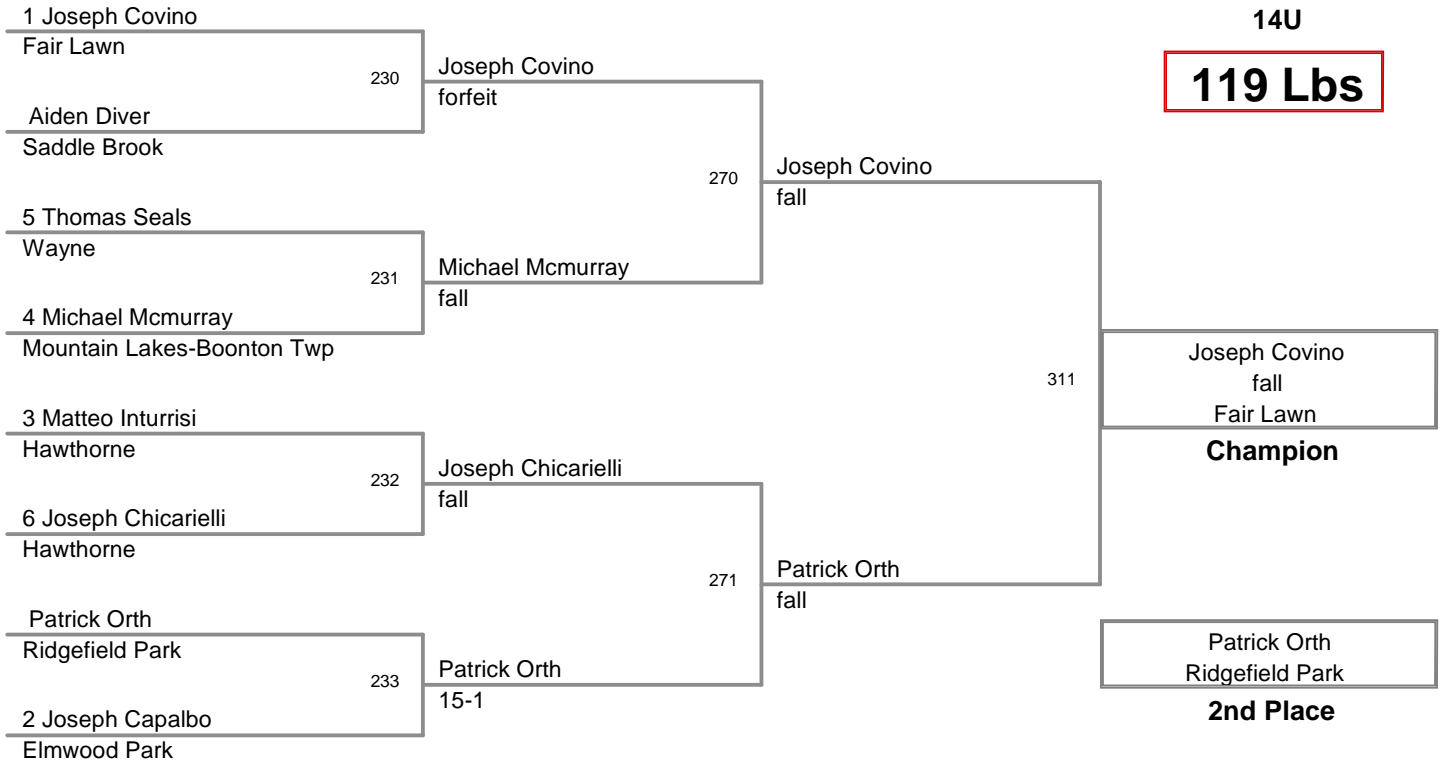 1 Joseph Covino
Fair Lawn
230
Aiden Diver
Saddle Brook
5 Thomas Seals
Wayne
231
4 Michael Mcmurray
Mountain Lakes-Boonton Twp
3 Matteo Inturrisi
Hawthorne
232
6 Joseph Chicarielli
Hawthorne
Patrick Orth
Ridgefield Park
233
2 Joseph Capalbo
Elmwood Park
Joseph Covino
forfeit
270
Michael Mcmurray
fall
Joseph Chicarielli
fall
271
Patrick Orth
15-1
Joseph Covino
fall
311
Patrick Orth
fall
14U
119 Lbs
Joseph Covino
fall
Fair Lawn
Champion
Patrick Orth
Ridgefield Park
2nd Place